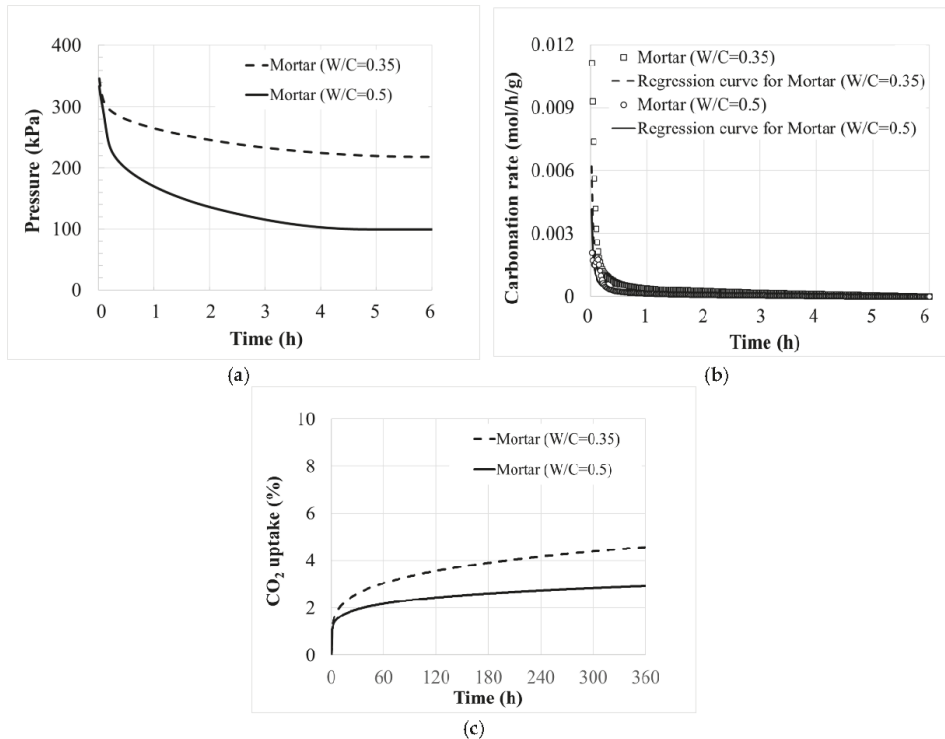 400
300
200
100
0
Pressure (kPa)
Mortar (W/C=0.35)
Mortar (W/C=0.5)
0 1 2 3 4 5 6
Time (h)
(a)
0.012
0.009
0.006
0.003
0
Carbonation rate (mol/h/g)
Mortar (W/C=0.35)
Regression curve for Mortar (W/C=0.35)
Mortar (W/C=0.5)
Regression curve for Mortar (W/C=0.5)
0 1 2 3 4 5 6
Time (h)
(b)
10
8
6
4
2
0
CO₂ uptake (%)
Mortar (W/C=0.35)
Mortar (W/C=0.5)
0 60 120 180 240 300 360
Time (h)
(c)